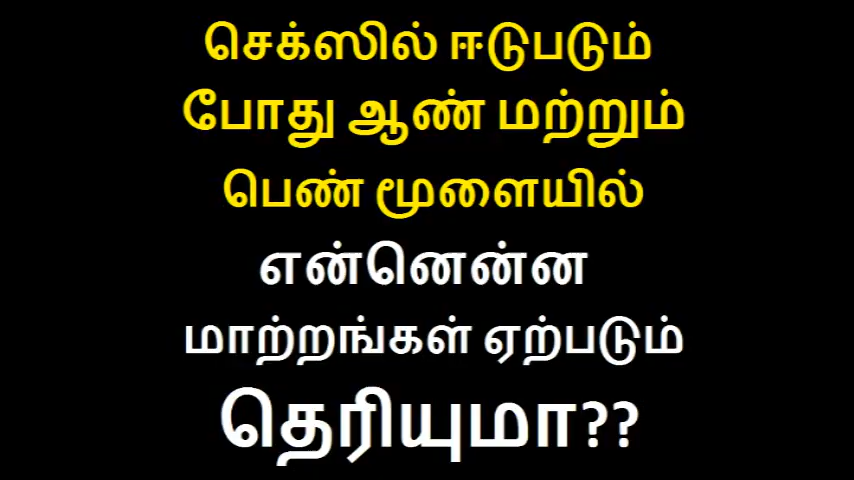 செக்ஸில் ஈடுபடும்
போது ஆண் மற்றும்
பெண் மூளையில்
என்னென்ன
மாற்றங்கள் ஏற்படும்
தெரியுமா??